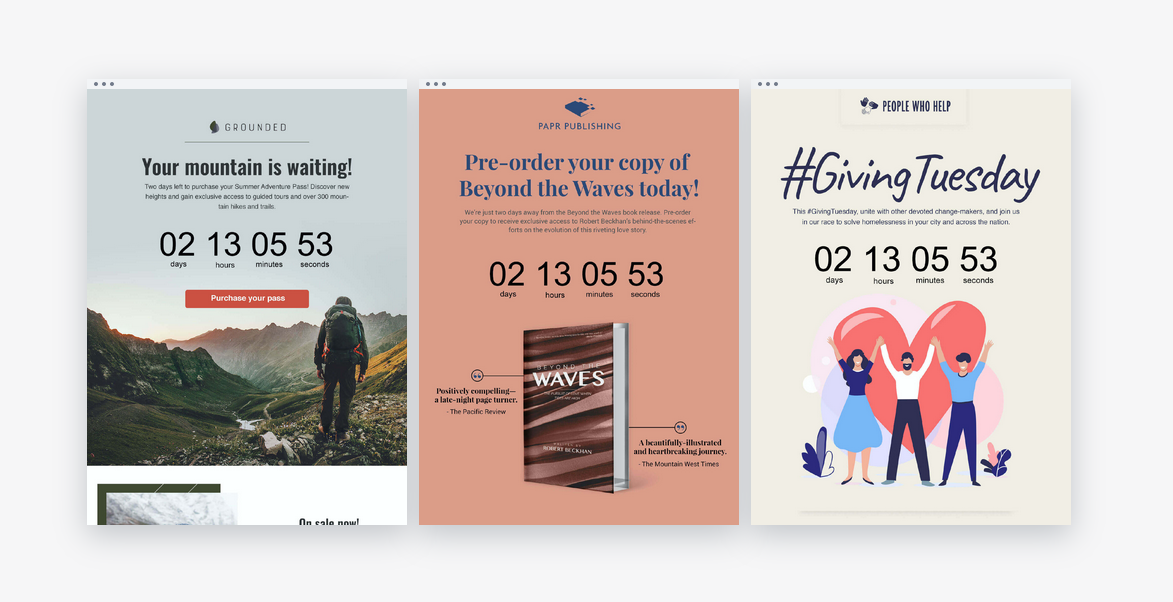 GROUNDED
Your mountain is waiting!
Two days left to purchase your Summer Adventure Pass! Discover new
heights and gain exclusive access to guided tours and over 300 moun-
tain hikes and trails.
02 13 05 53
days hours minutes seconds
Purchase your pass
On sale now!
PAPR PUBLISHING
Pre-order your copy of
Beyond the Waves today!
We're just two days away from the Beyond the Waves book release. Pre-order
your copy to receive exclusive access to Robert Beckhan's behind-the-scenes ef-
forts on the evolution of this riveting love story.
02 13 05 53
days hours minutes seconds
BEYOND THE
WAVES
ROBERT BECKHAN
Positively compelling—
a late-night page turner.
- The Pacific Review
A beautifully-illustrated
and heartbreaking journey.
- The Mountain West Times
PEOPLE WHO HELP
#GivingTuesday
This #GivingTuesday, unite with other devoted change-makers, and join us
in our race to solve homelessness in your city and across the nation.
02 13 05 53
days hours minutes seconds